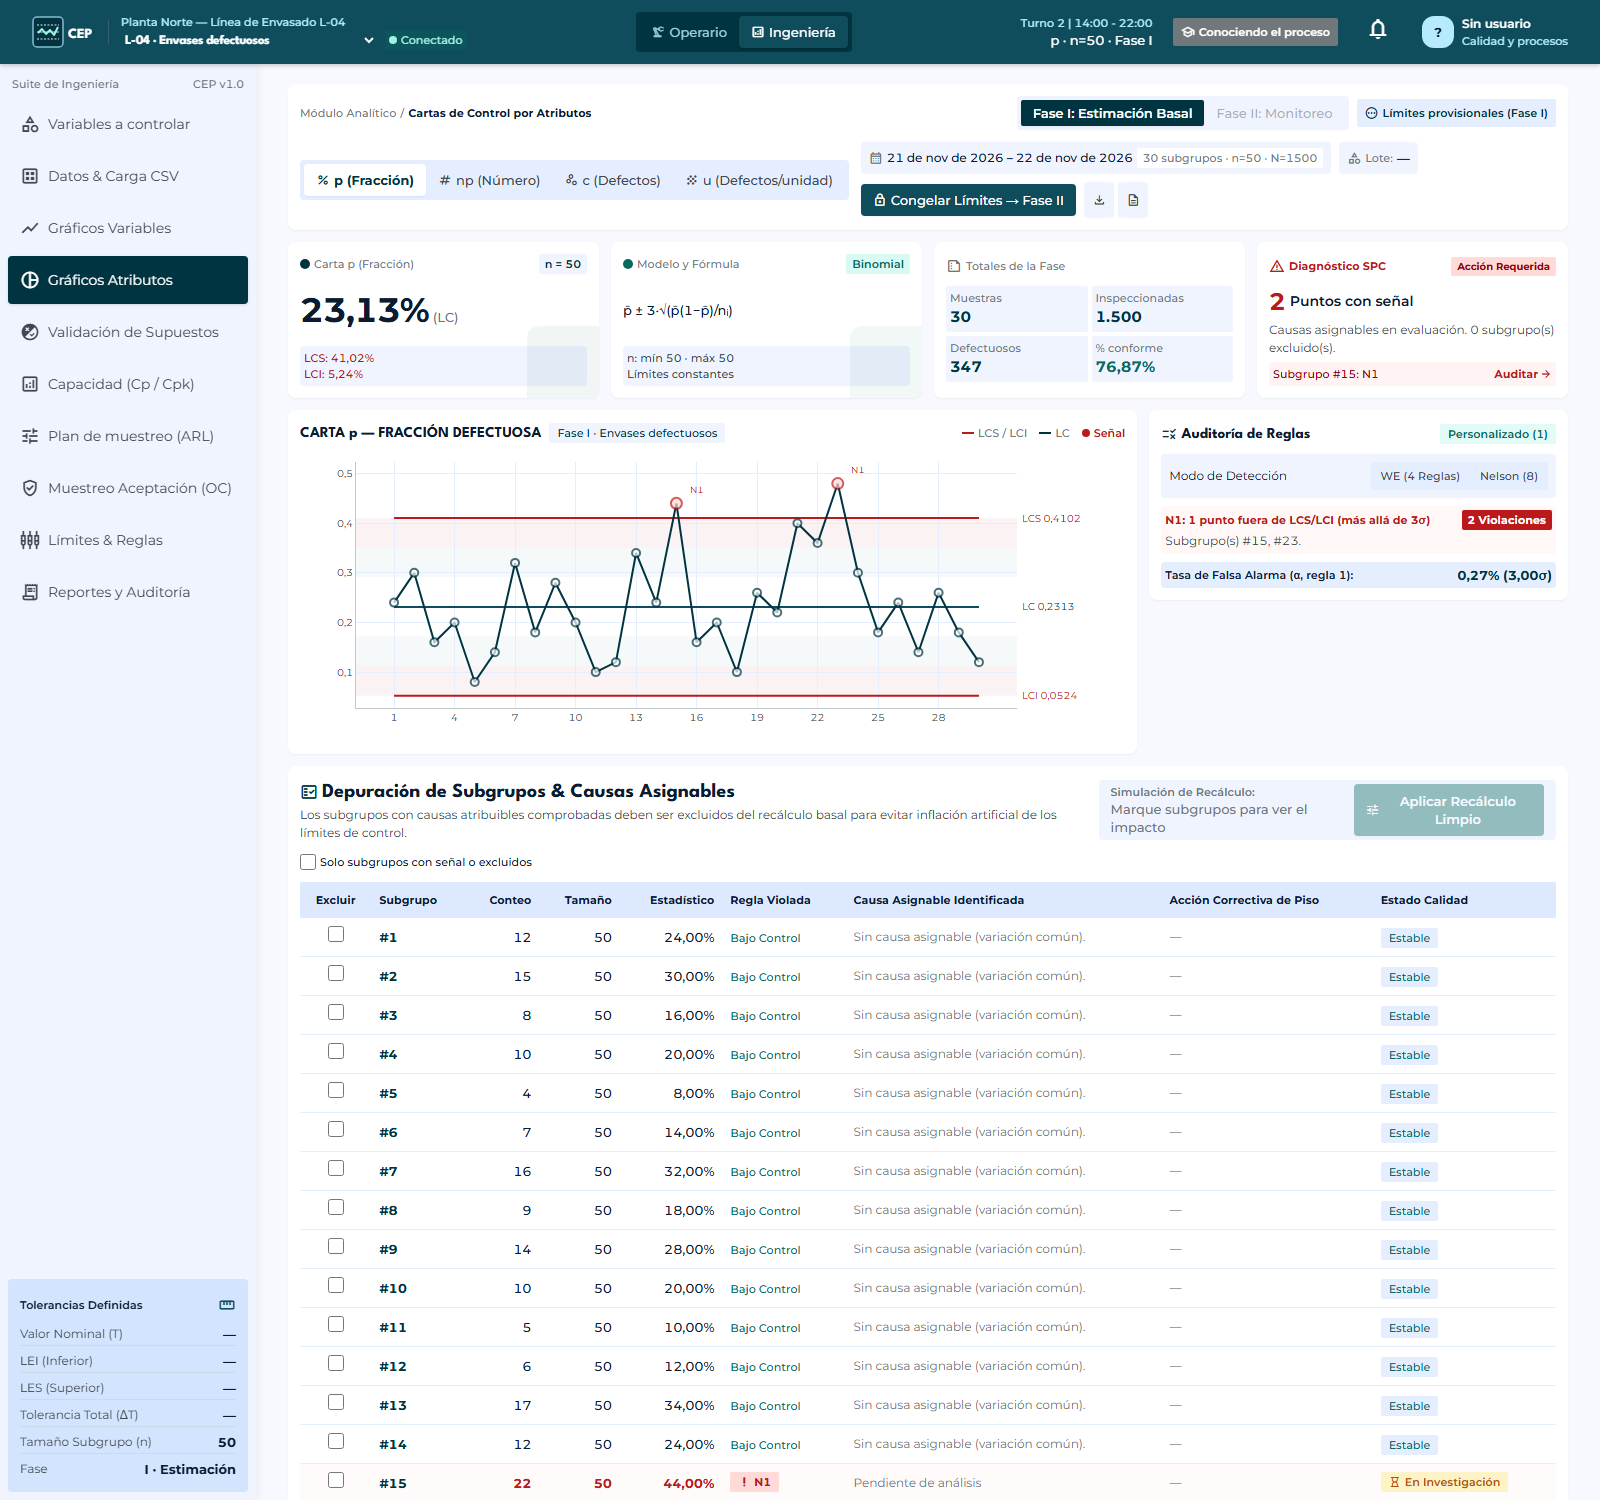 CEP
Planta Norte — Línea de Envasado L-04
L-04 · Envases defectuosos
Conectado
Operario
Ingeniería
Turno 2 | 14:00 - 22:00
p · n=50 · Fase I
Conociendo el proceso
?
Sin usuario
Calidad y procesos
Suite de Ingeniería
CEP v1.0
Variables a controlar
Datos & Carga CSV
Gráficos Variables
Gráficos Atributos
Validación de Supuestos
Capacidad (Cp / Cpk)
Plan de muestreo (ARL)
Muestreo Aceptación (OC)
Límites & Reglas
Reportes y Auditoría
Tolerancias Definidas
Valor Nominal (T) —
LEI (Inferior) —
LES (Superior) —
Tolerancia Total (ΔT) —
Tamaño Subgrupo (n) 50
Fase I · Estimación
Módulo Analítico / Cartas de Control por Atributos
Fase I: Estimación Basal
Fase II: Monitoreo
Límites provisionales (Fase I)
% p (Fracción)
# np (Número)
c (Defectos)
u (Defectos/unidad)
21 de nov de 2026 – 22 de nov de 2026
30 subgrupos · n=50 · N=1500
Lote: —
Congelar Límites → Fase II
Carta p (Fracción)
n = 50
23,13% (LC)
LCS: 41,02%
LCI: 5,24%
Modelo y Fórmula
Binomial
p̄ ± 3·√(p̄(1−p̄)/nᵢ)
n: mín 50 · máx 50
Límites constantes
Totales de la Fase
Muestras
30
Inspeccionadas
1.500
Defectuosos
347
% conforme
76,87%
Diagnóstico SPC
Acción Requerida
2 Puntos con señal
Causas asignables en evaluación. 0 subgrupo(s)
excluido(s).
Subgrupo #15: N1
Auditar →
CARTA p — FRACCIÓN DEFECTUOSA
Fase I · Envases defectuosos
LCS / LCI
LC
Señal
0,5
0,4
0,3
0,2
0,1
N1
N1
LCS 0,4102
LC 0,2313
LCI 0,0524
1 4 7 10 13 16 19 22 25 28
Auditoría de Reglas
Personalizado (1)
Modo de Detección
WE (4 Reglas)
Nelson (8)
N1: 1 punto fuera de LCS/LCI (más allá de 3σ)
2 Violaciones
Subgrupo(s) #15, #23.
Tasa de Falsa Alarma (α, regla 1):
0,27% (3,00σ)
Depuración de Subgrupos & Causas Asignables
Los subgrupos con causas atribuibles comprobadas deben ser excluidos del recálculo basal para evitar inflación artificial de los
límites de control.
Simulación de Recálculo:
Marque subgrupos para ver el
impacto
Aplicar Recálculo
Limpio
Solo subgrupos con señal o excluidos
Excluir Subgrupo Conteo Tamaño Estadístico Regla Violada Causa Asignable Identificada Acción Correctiva de Piso Estado Calidad
#1 12 50 24,00% Bajo Control Sin causa asignable (variación común). — Estable
#2 15 50 30,00% Bajo Control Sin causa asignable (variación común). — Estable
#3 8 50 16,00% Bajo Control Sin causa asignable (variación común). — Estable
#4 10 50 20,00% Bajo Control Sin causa asignable (variación común). — Estable
#5 4 50 8,00% Bajo Control Sin causa asignable (variación común). — Estable
#6 7 50 14,00% Bajo Control Sin causa asignable (variación común). — Estable
#7 16 50 32,00% Bajo Control Sin causa asignable (variación común). — Estable
#8 9 50 18,00% Bajo Control Sin causa asignable (variación común). — Estable
#9 14 50 28,00% Bajo Control Sin causa asignable (variación común). — Estable
#10 10 50 20,00% Bajo Control Sin causa asignable (variación común). — Estable
#11 5 50 10,00% Bajo Control Sin causa asignable (variación común). — Estable
#12 6 50 12,00% Bajo Control Sin causa asignable (variación común). — Estable
#13 17 50 34,00% Bajo Control Sin causa asignable (variación común). — Estable
#14 12 50 24,00% Bajo Control Sin causa asignable (variación común). — Estable
#15 22 50 44,00% ! N1 Pendiente de análisis — En Investigación